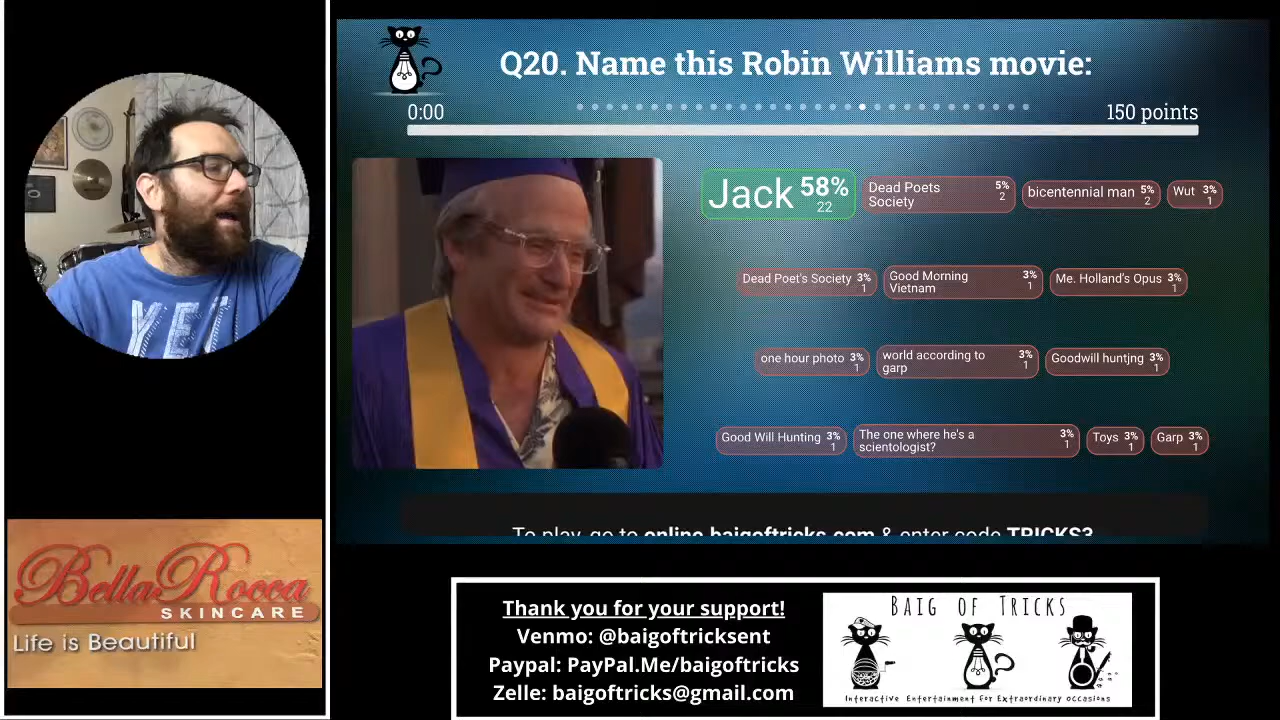 Q20. Name this Robin Williams movie:
0:00
150 points
Jack 58%
22
Dead Poets 5%
Society 2
bicentennial man 5%
2
Wut 3%
1
Dead Poet's Society 3%
1
Good Morning 3%
Vietnam 1
Me. Holland's Opus 3%
1
one hour photo 3%
1
world according to 3%
garp 1
Goodwill huntjng 3%
1
Good Will Hunting 3%
1
The one where he's a 3%
scientologist? 1
Toys 3%
1
Garp 3%
1
To play, go to online.baigoftricks.com & enter code TRICKS3
YET
BellaRocca
SKINCARE
Life is Beautiful
Thank you for your support!
Venmo: @baigoftricksent
Paypal: PayPal.Me/baigoftricks
Zelle: baigoftricks@gmail.com
BAIG OF TRICKS
Interactive Entertainment for Extraordinary occasions